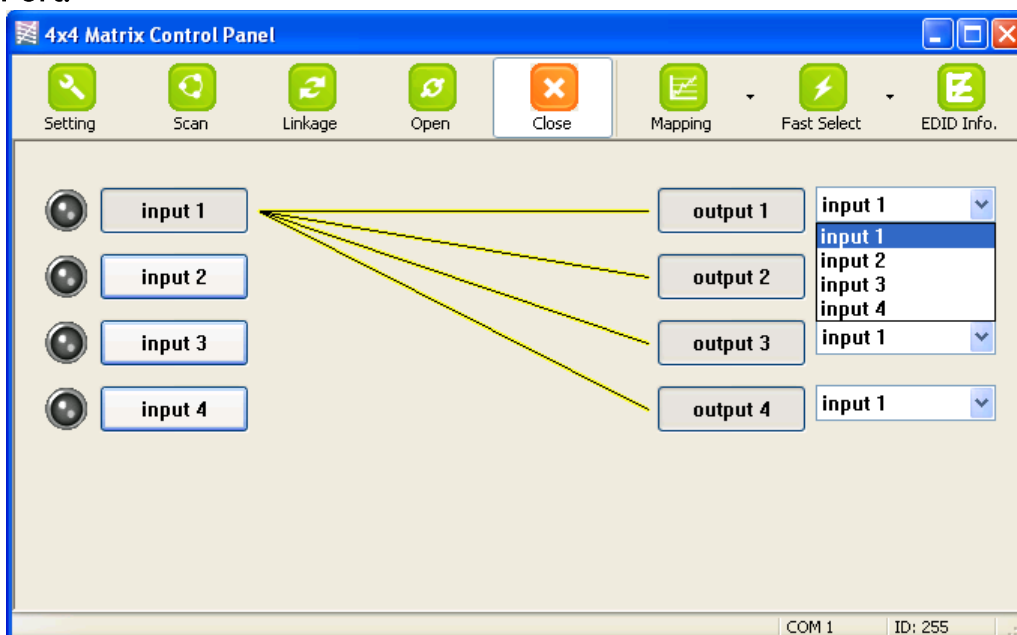 4x4 Matrix Control Panel
Setting Scan Linkage Open Close Mapping Fast Select EDID Info.
input 1 output 1 input 1
input 1
input 2 output 2 input 2
input 3
input 4
input 3 output 3 input 1
input 4 output 4 input 1
COM 1 ID: 255